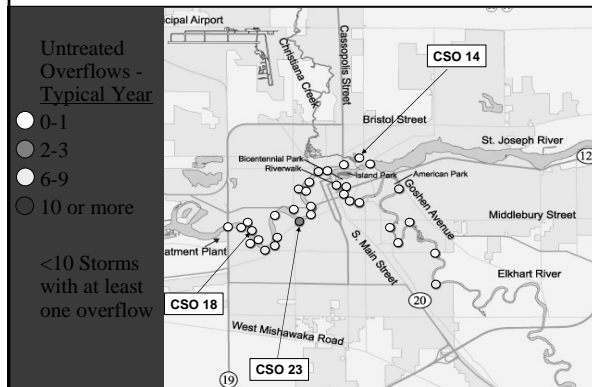 Untreated
Overflows -
Typical Year
0-1
2-3
6-9
10 or more
<10 Storms
with at least
one overflow
cipal Airport
Christiana Creek
Cassopolis Street
CSO 14
Bristol Street
St. Joseph River
12
Bicentennial Park
Riverwalk
Island Park
American Park
Goshen Avenue
Middlebury Street
atment Plant
S. Main Street
Elkhart River
CSO 18
20
West Mishawaka Road
CSO 23
19